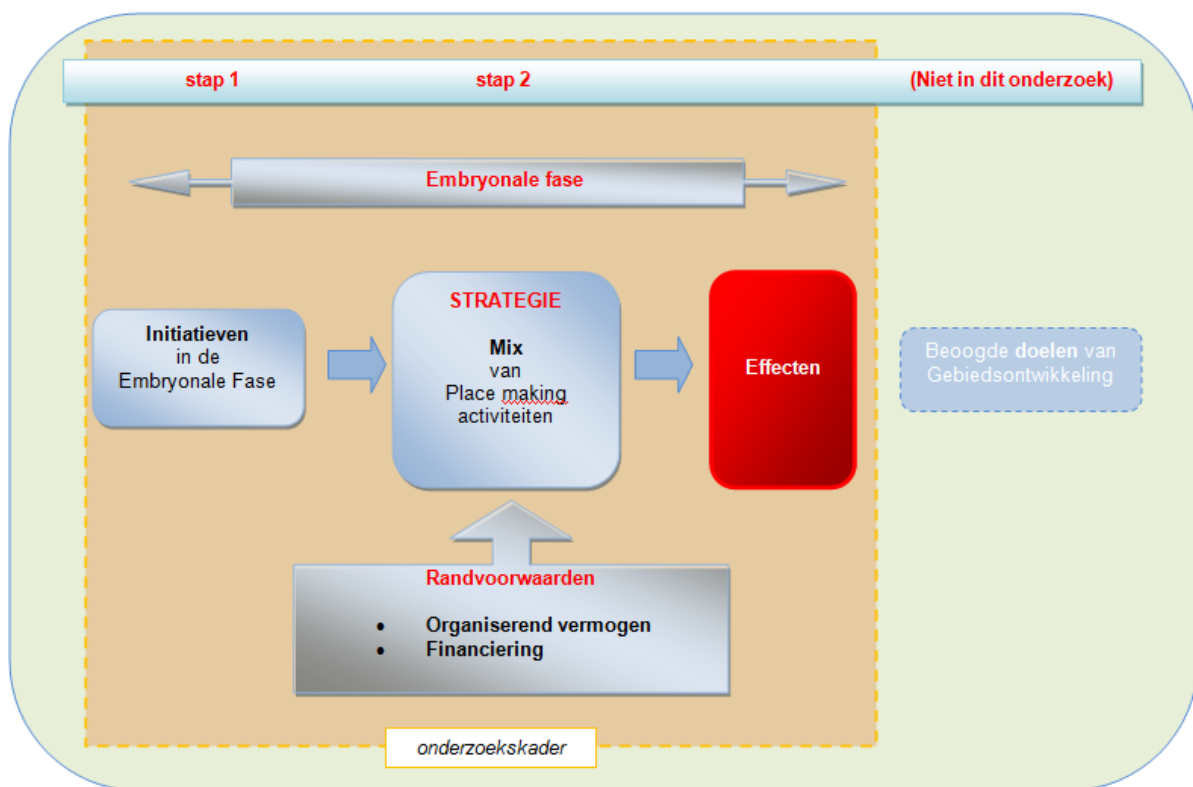 stap 1
stap 2
(Niet in dit onderzoek)
Embryonale fase
Initiatieven
in de
Embryonale Fase
STRATEGIE
Mix
van
Place making
activiteiten
Effecten
Beoogde doelen van
Gebiedsontwikkeling
Randvoorwaarden
• Organiserend vermogen
• Financiering
onderzoekskader